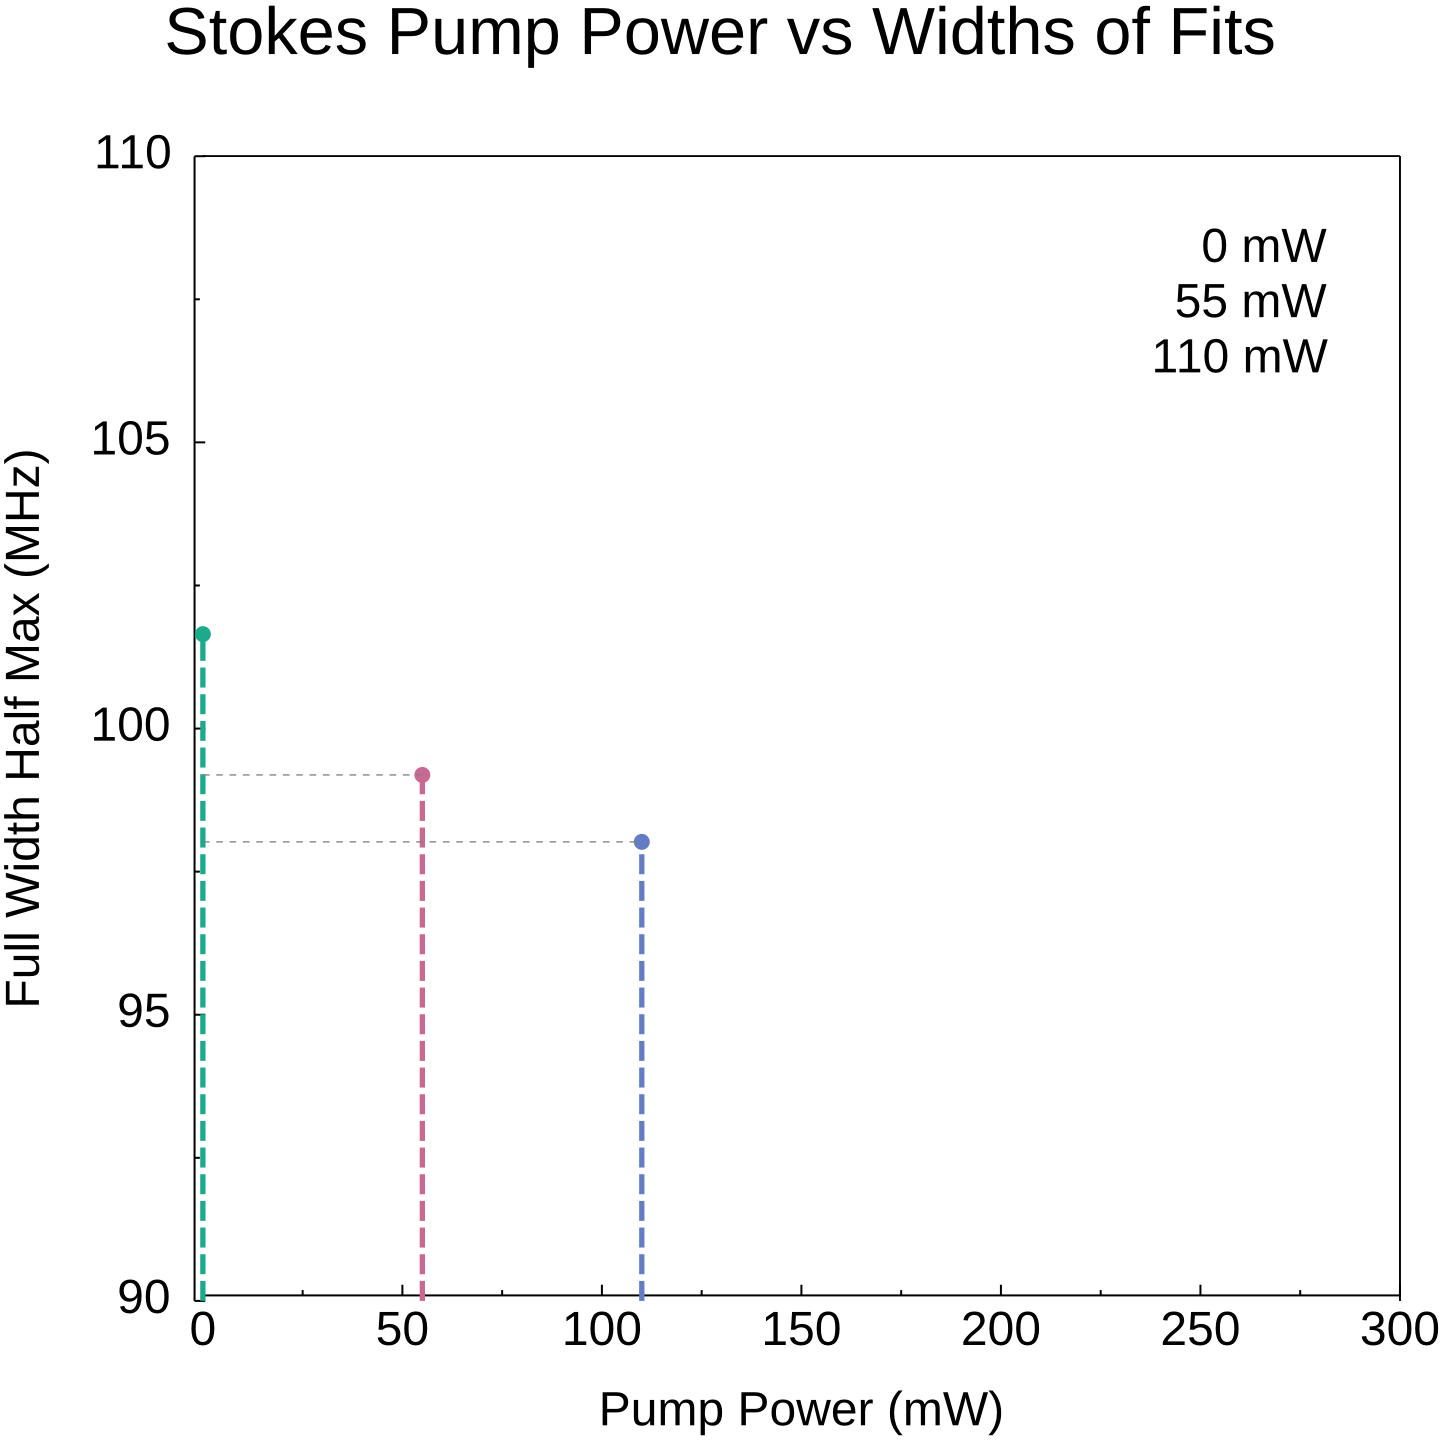 Stokes Pump Power vs Widths of Fits
110
0 mW
55 mW
110 mW
105
Full Width Half Max (MHz)
100
95
90
0 50 100 150 200 250 300
Pump Power (mW)